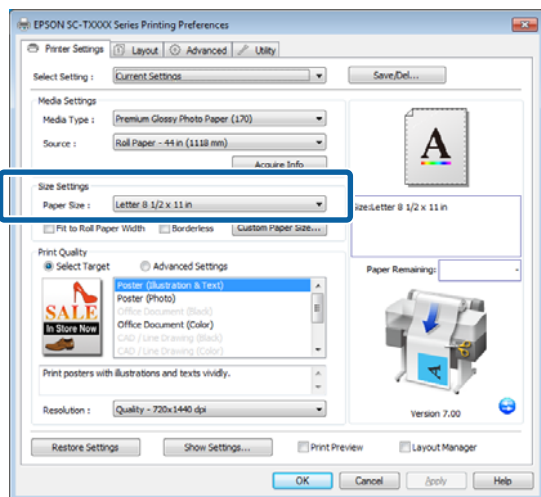 EPSON SC-TXXXX Series Printing Preferences
Printer Settings Layout Advanced Utility
Select Setting : Current Settings Save/Del...
Media Settings
Media Type : Premium Glossy Photo Paper (170)
Source : Roll Paper - 44 in (1118 mm)
Acquire Info
A
Size Settings
Paper Size : Letter 8 1/2 x 11 in
Size:Letter 8 1/2 x 11 in
Fit to Roll Paper Width Borderless Custom Paper Size...
Print Quality
Select Target Advanced Settings
Paper Remaining: -
SALE
In Store Now
Poster (Illustration & Text)
Poster (Photo)
Office Document (Black)
Office Document (Color)
CAD / Line Drawing (Black)
CAD / Line Drawing (Color)
A
Print posters with illustrations and texts vividly.
Resolution : Quality - 720x1440 dpi
Version 7.00
Restore Settings Show Settings... Print Preview Layout Manager
OK Cancel Apply Help